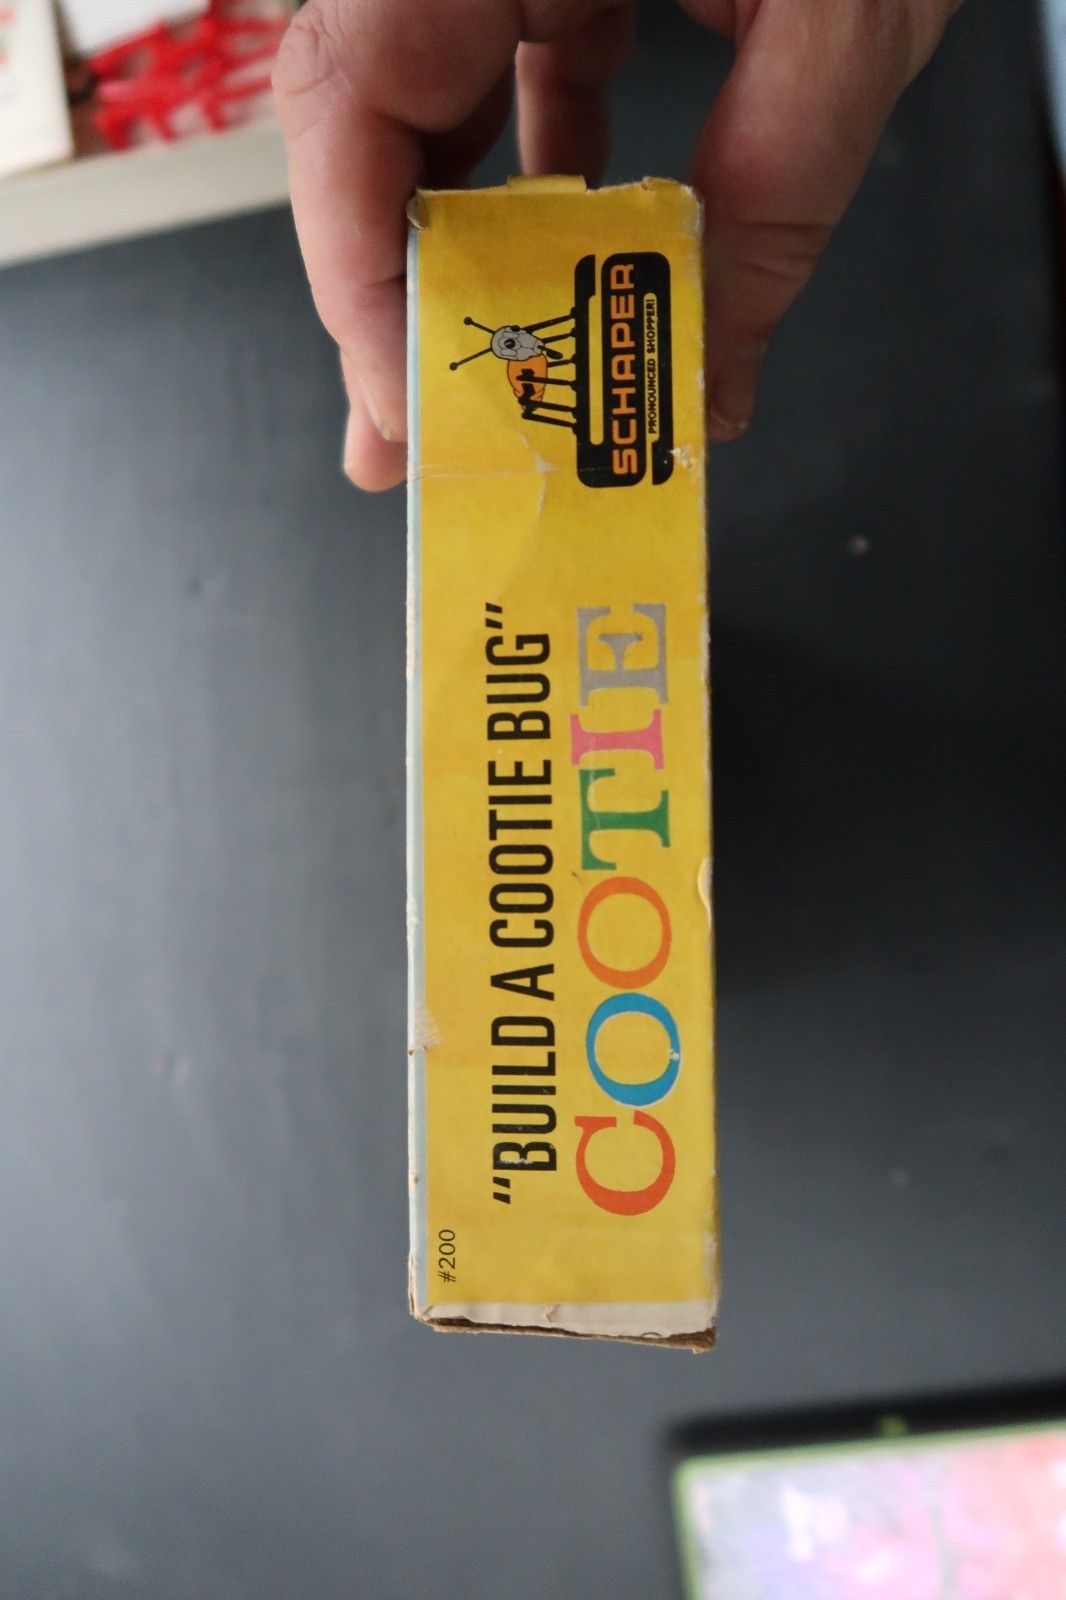 #200
"BUILD A COOTIE BUG"
COOTIE
SCHAPER
PRONOUNCED SHOPPER!